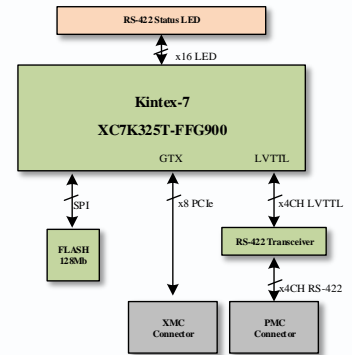 RS-422 Status LED
x16 LED
Kintex-7
XC7K325T-FFG900
GTX
LVTTL
SPI
x8 PCIe
x4CH LVTTL
FLASH
128Mb
RS-422 Transceiver
x4CH RS-422
XMC
Connector
PMC
Connector